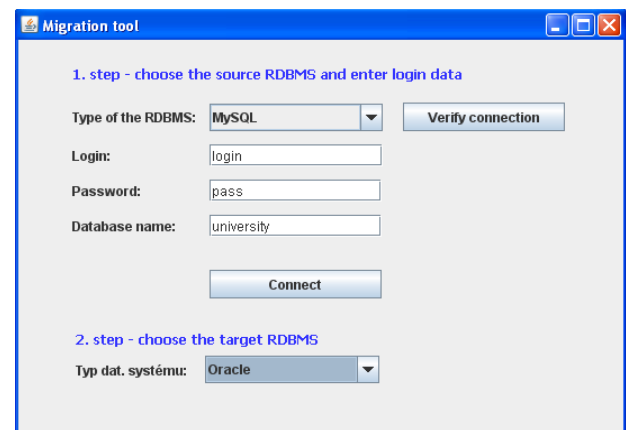 Migration tool
1. step - choose the source RDBMS and enter login data
Type of the RDBMS: MySQL Verify connection
Login: login
Password: pass
Database name: university
Connect
2. step - choose the target RDBMS
Typ dat. systému: Oracle